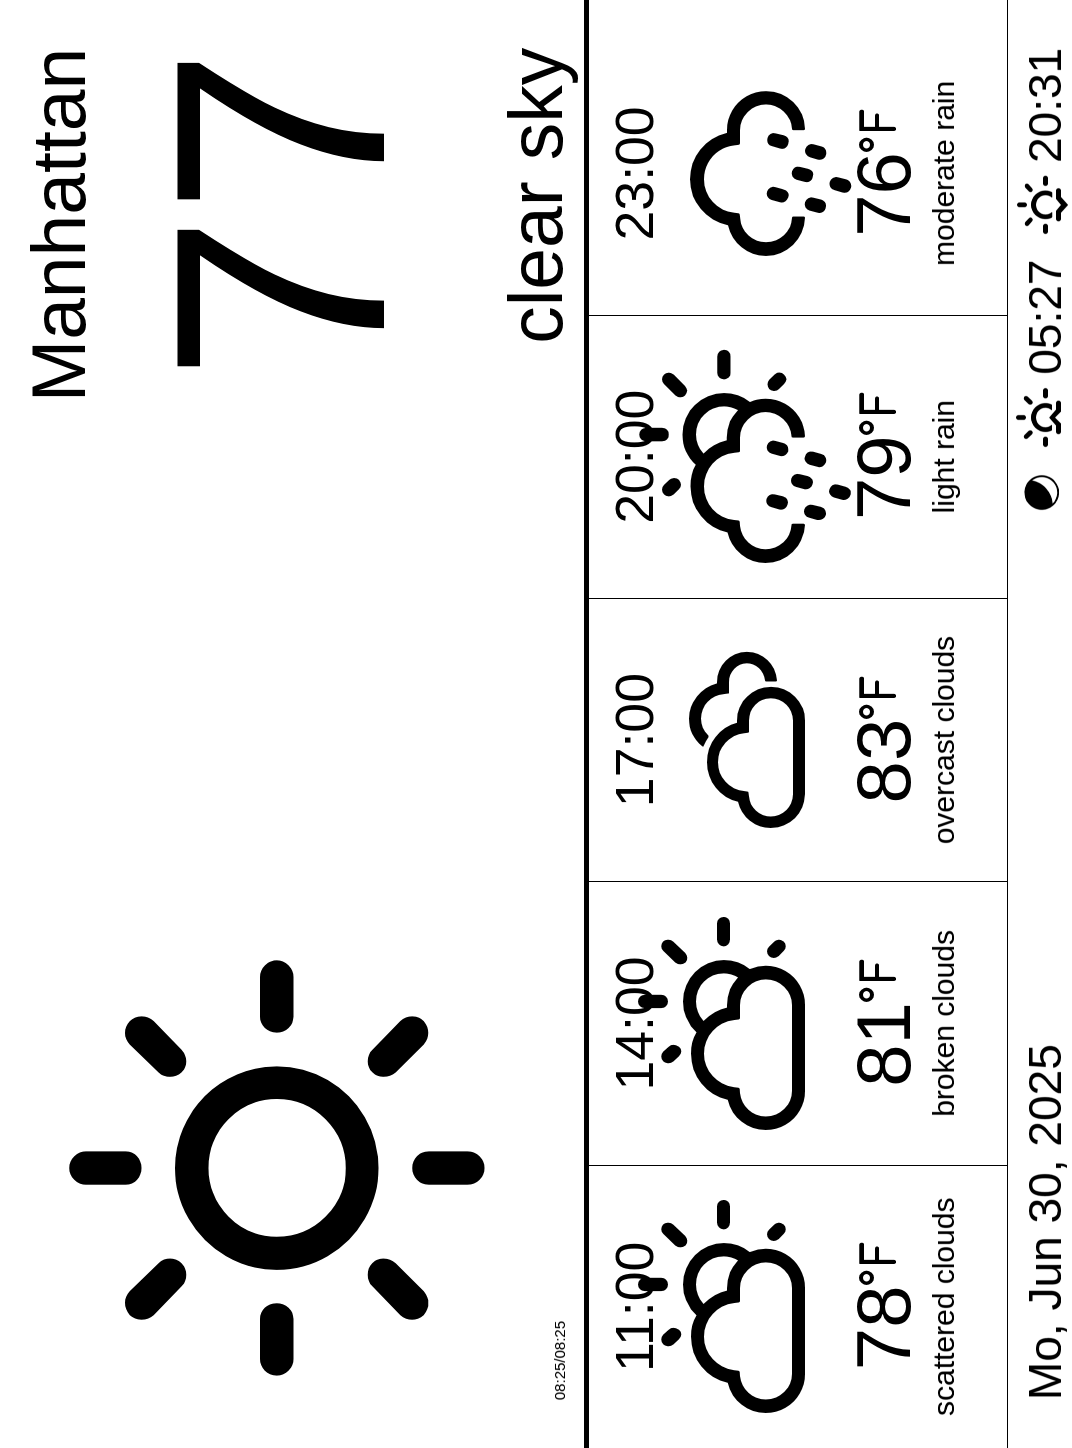 Manhattan
77
clear sky
08:25/08:25
11:00
78°F
scattered clouds
14:00
81°F
broken clouds
17:00
83°F
overcast clouds
20:00
79°F
light rain
23:00
76°F
moderate rain
Mo, Jun 30, 2025
05:27
20:31